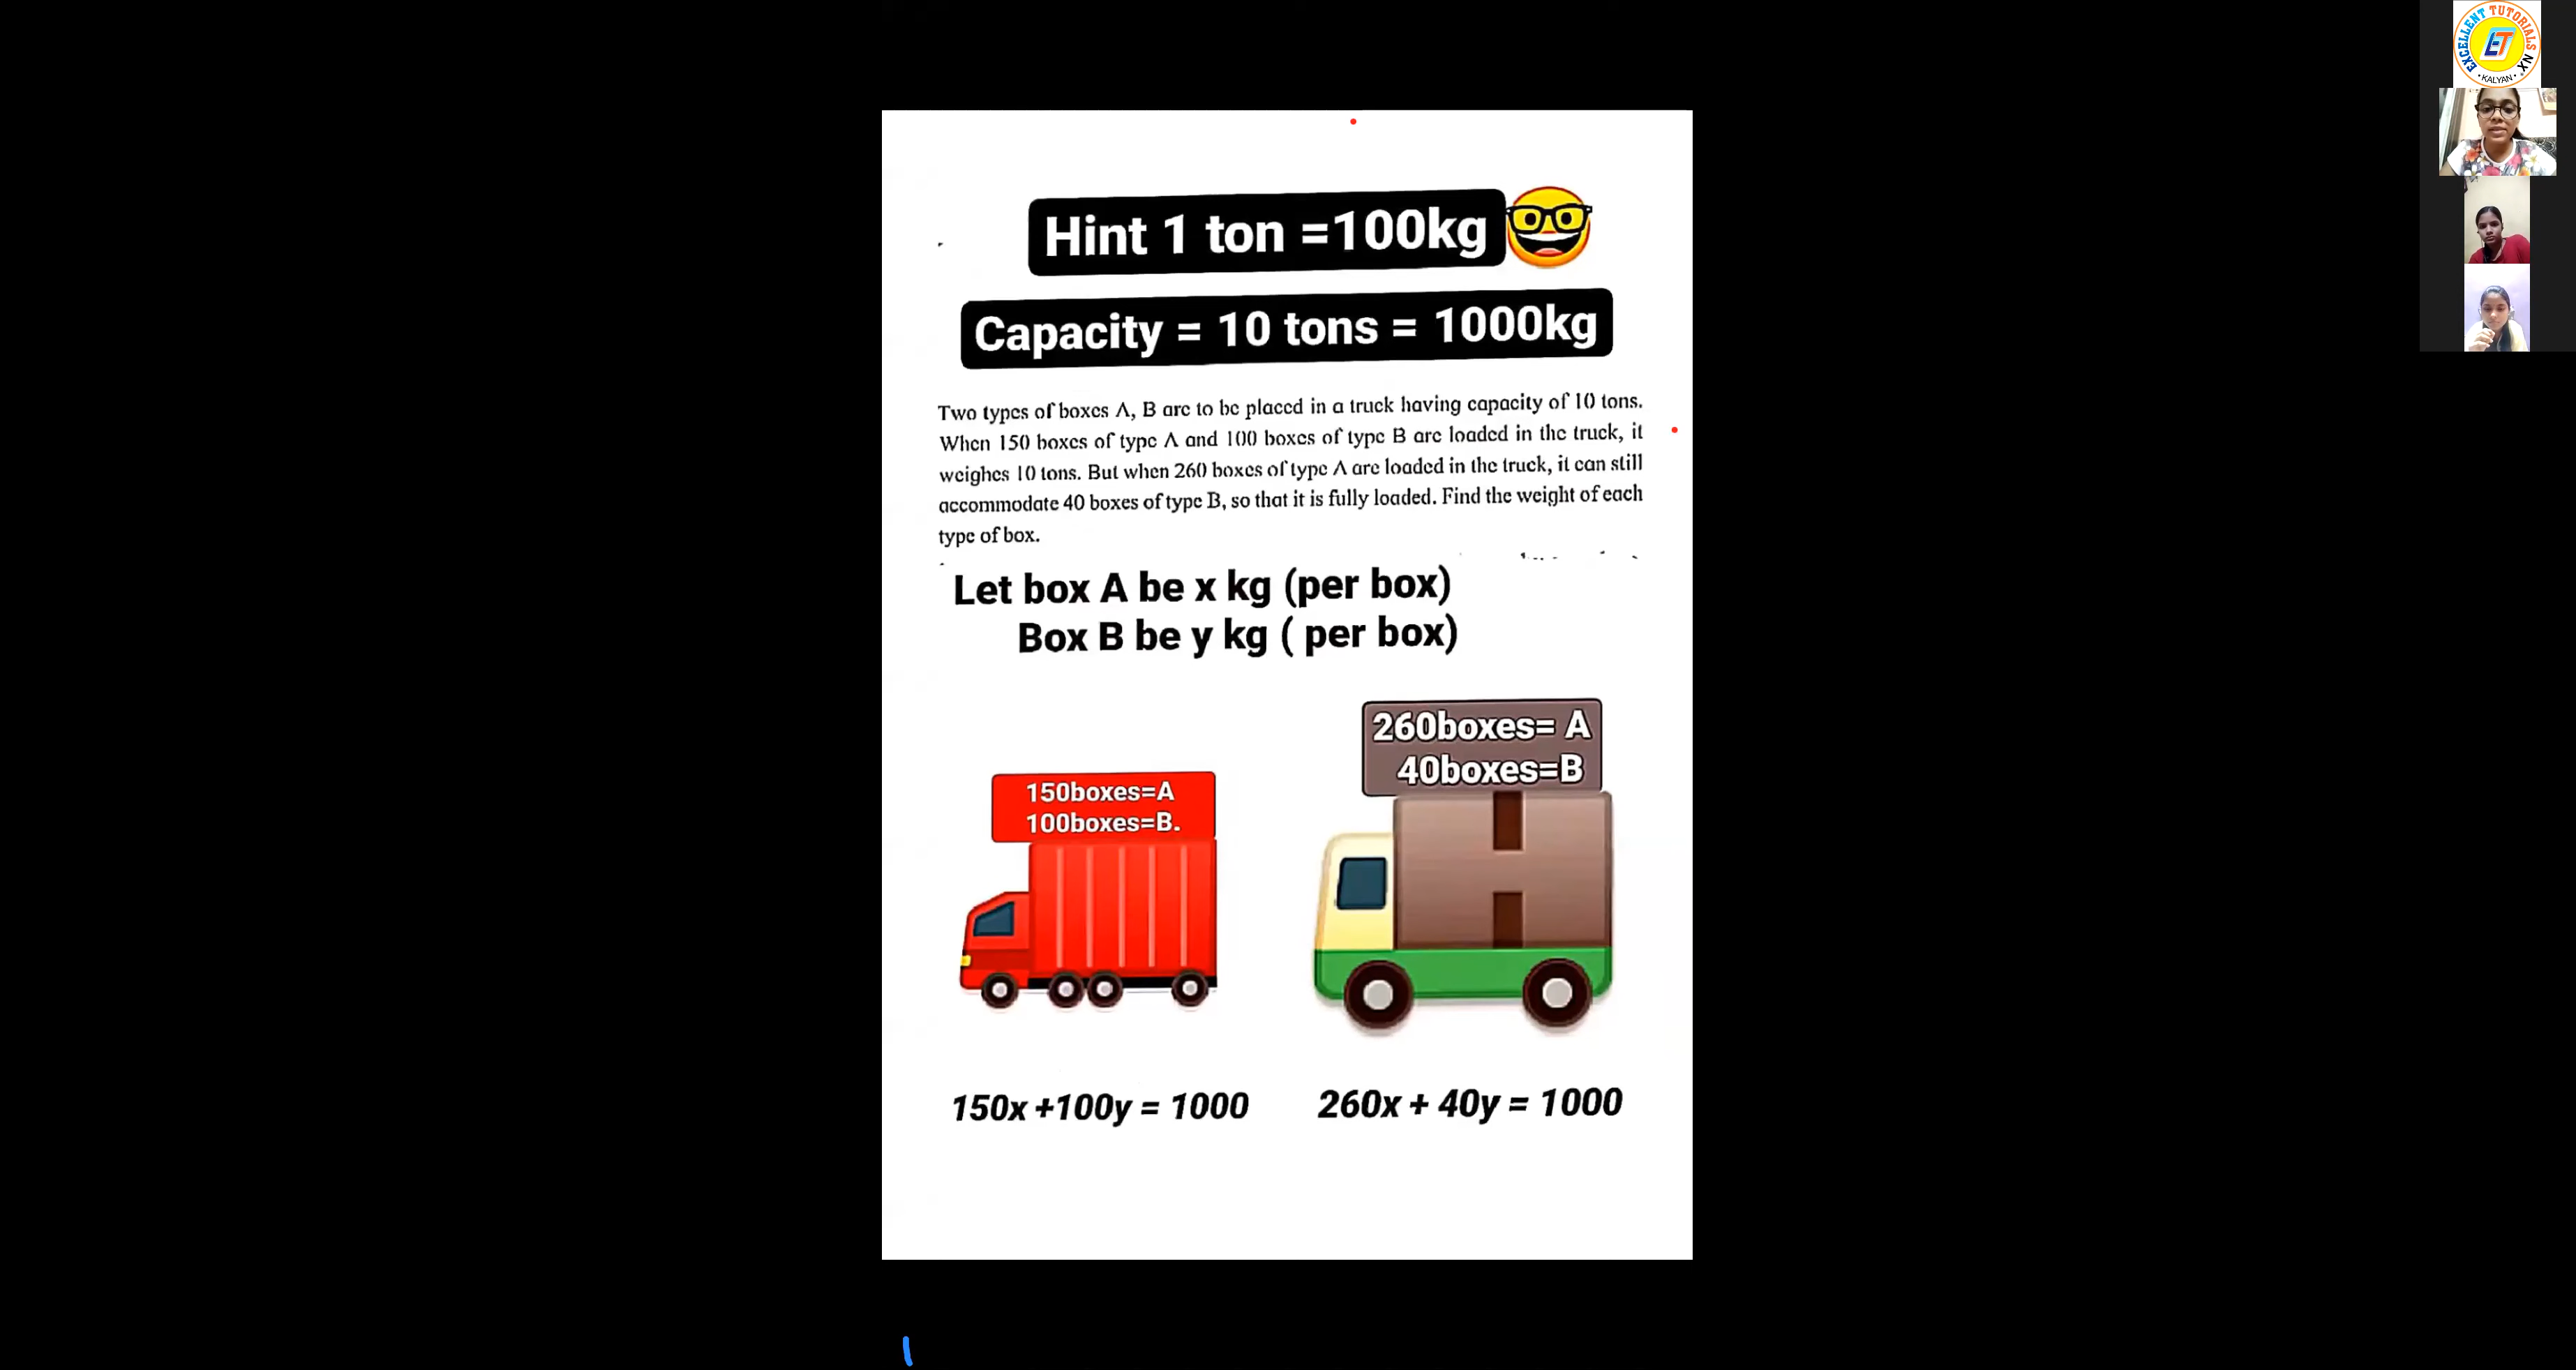 Hint 1 ton =100kg
Capacity = 10 tons = 1000kg
Two types of boxes A, B are to be placed in a truck having capacity of 10 tons.
When 150 boxes of type A and 100 boxes of type B are loaded in the truck, it
weighes 10 tons. But when 260 boxes of type A are loaded in the truck, it can still
accommodate 40 boxes of type B, so that it is fully loaded. Find the weight of each
type of box.
Let box A be x kg (per box)
Box B be y kg ( per box)
260boxes= A
40boxes=B
150boxes=A
100boxes=B.
150x +100y = 1000
260x + 40y = 1000
EXCELLENT TUTORIALS NX.
ET
• KALYAN •